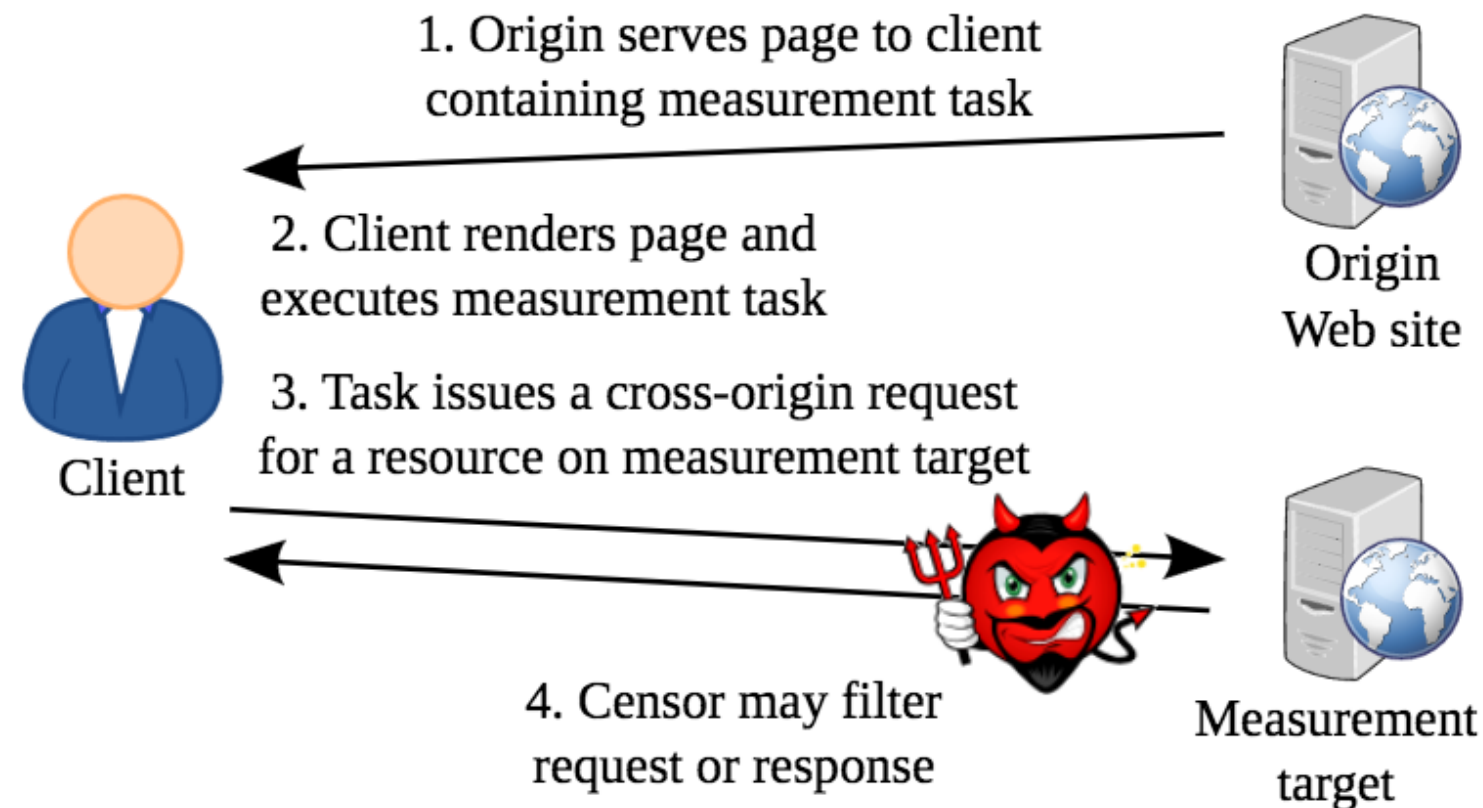 1. Origin serves page to client
containing measurement task
2. Client renders page and
executes measurement task
Origin
Web site
3. Task issues a cross-origin request
for a resource on measurement target
Client
4. Censor may filter
request or response
Measurement
target